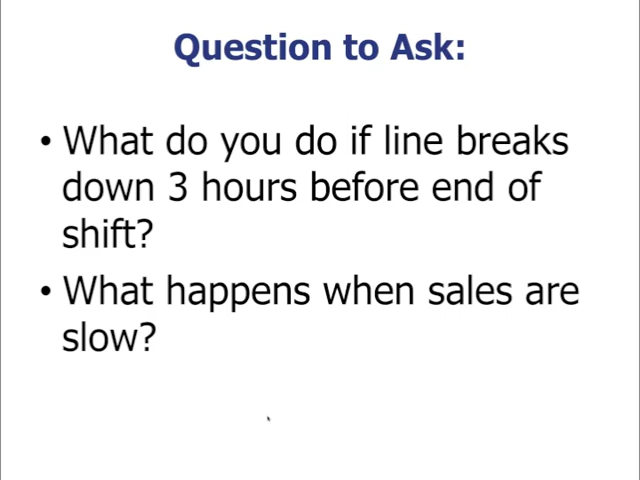 Question to Ask:
• What do you do if line breaks
down 3 hours before end of
shift?
• What happens when sales are
slow?